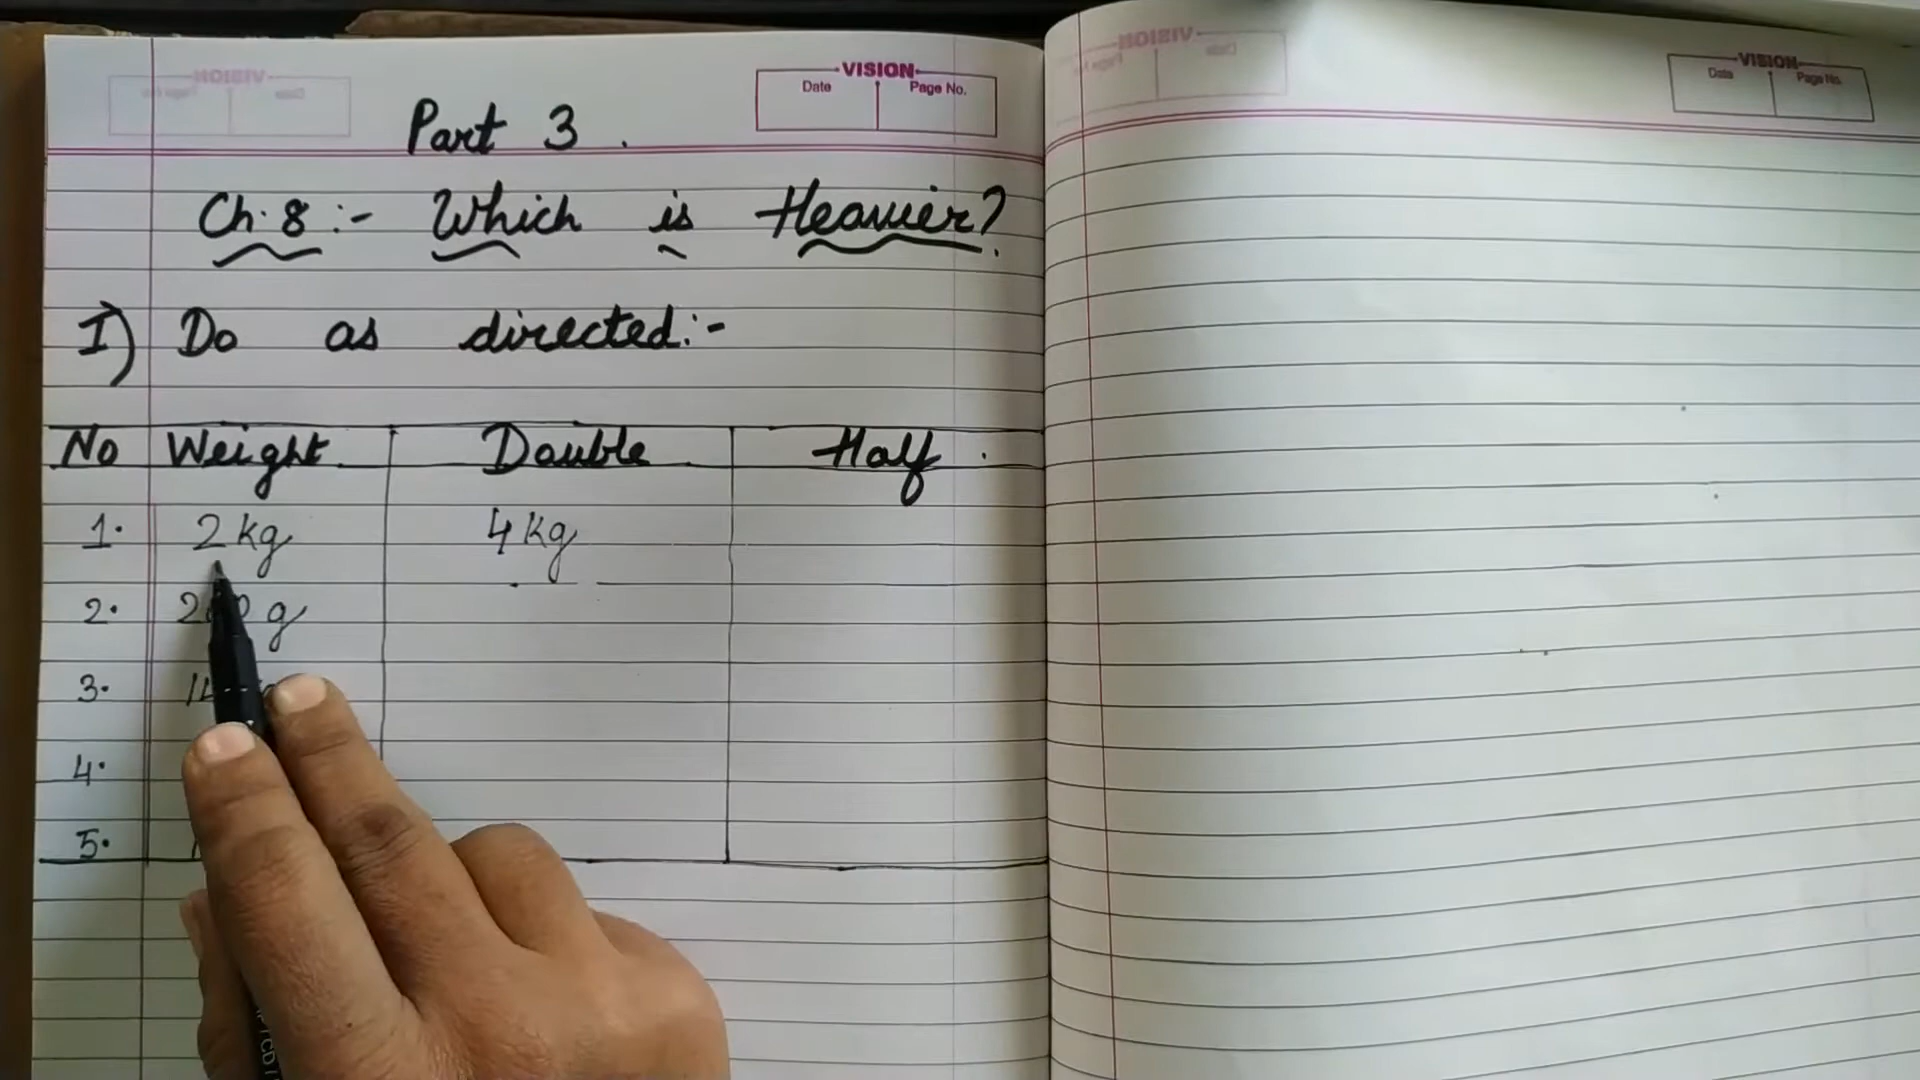 VISION
Date Page No.
Part 3.
Ch. 8 :- Which is Heavier?
I) Do as directed :-
No Weight Double Half
1. 2 kg 4 kg
2. 200 g
3.
4.
5.
VISION
Date Page No.